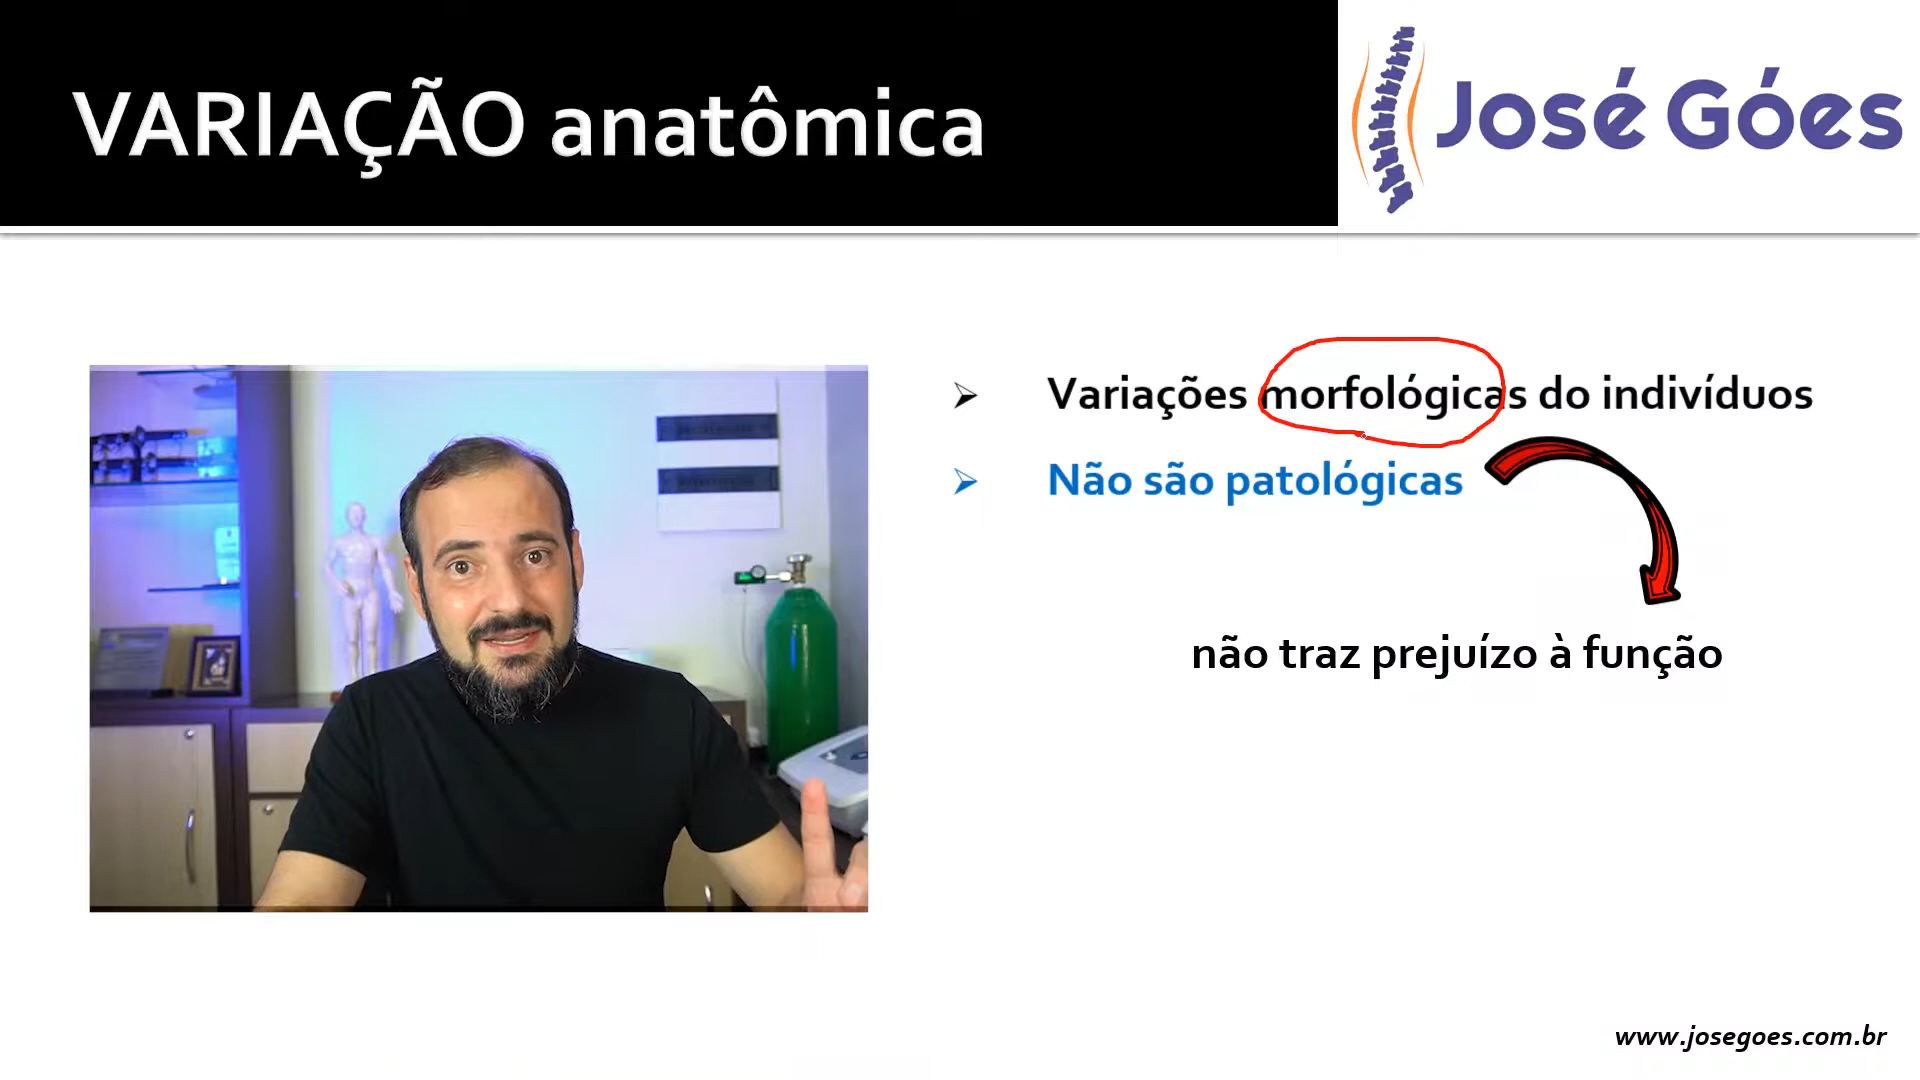 VARIAÇÃO anatômica
José Góes
Variações morfológicas do indivíduos
Não são patológicas
não traz prejuízo à função
www.josegoes.com.br